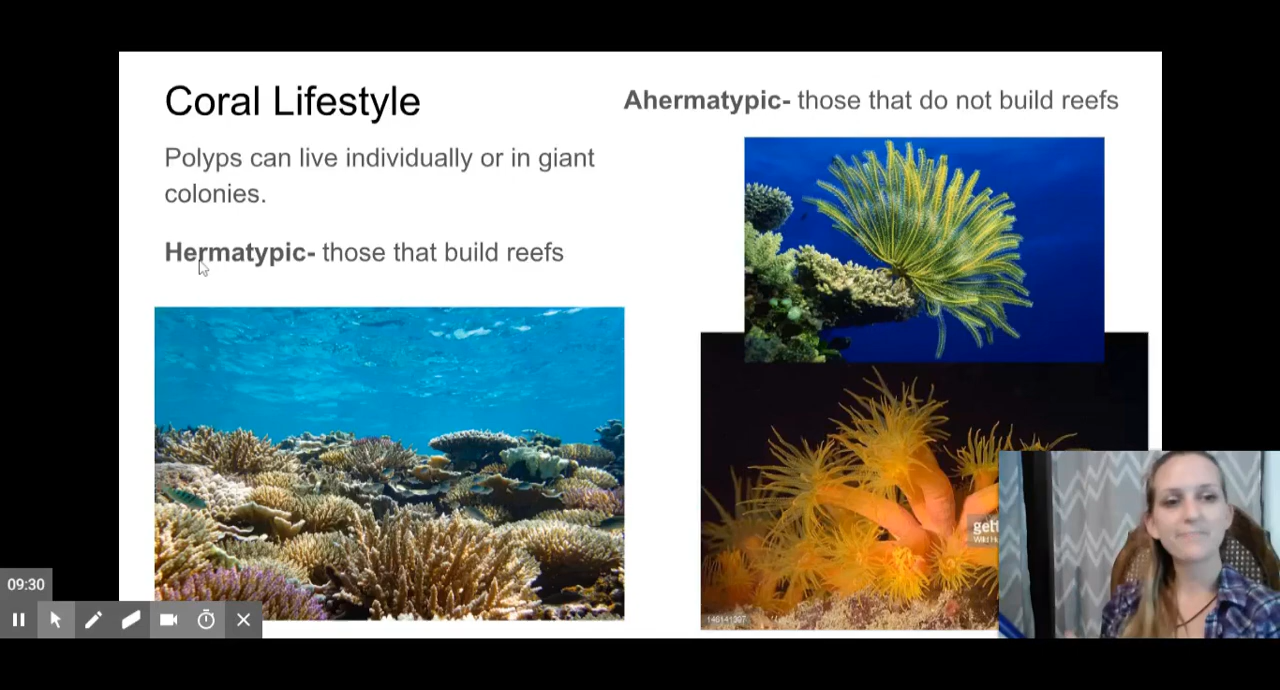 Coral Lifestyle
Polyps can live individually or in giant
colonies.
Hermatypic- those that build reefs
Ahermatypic- those that do not build reefs
09:30